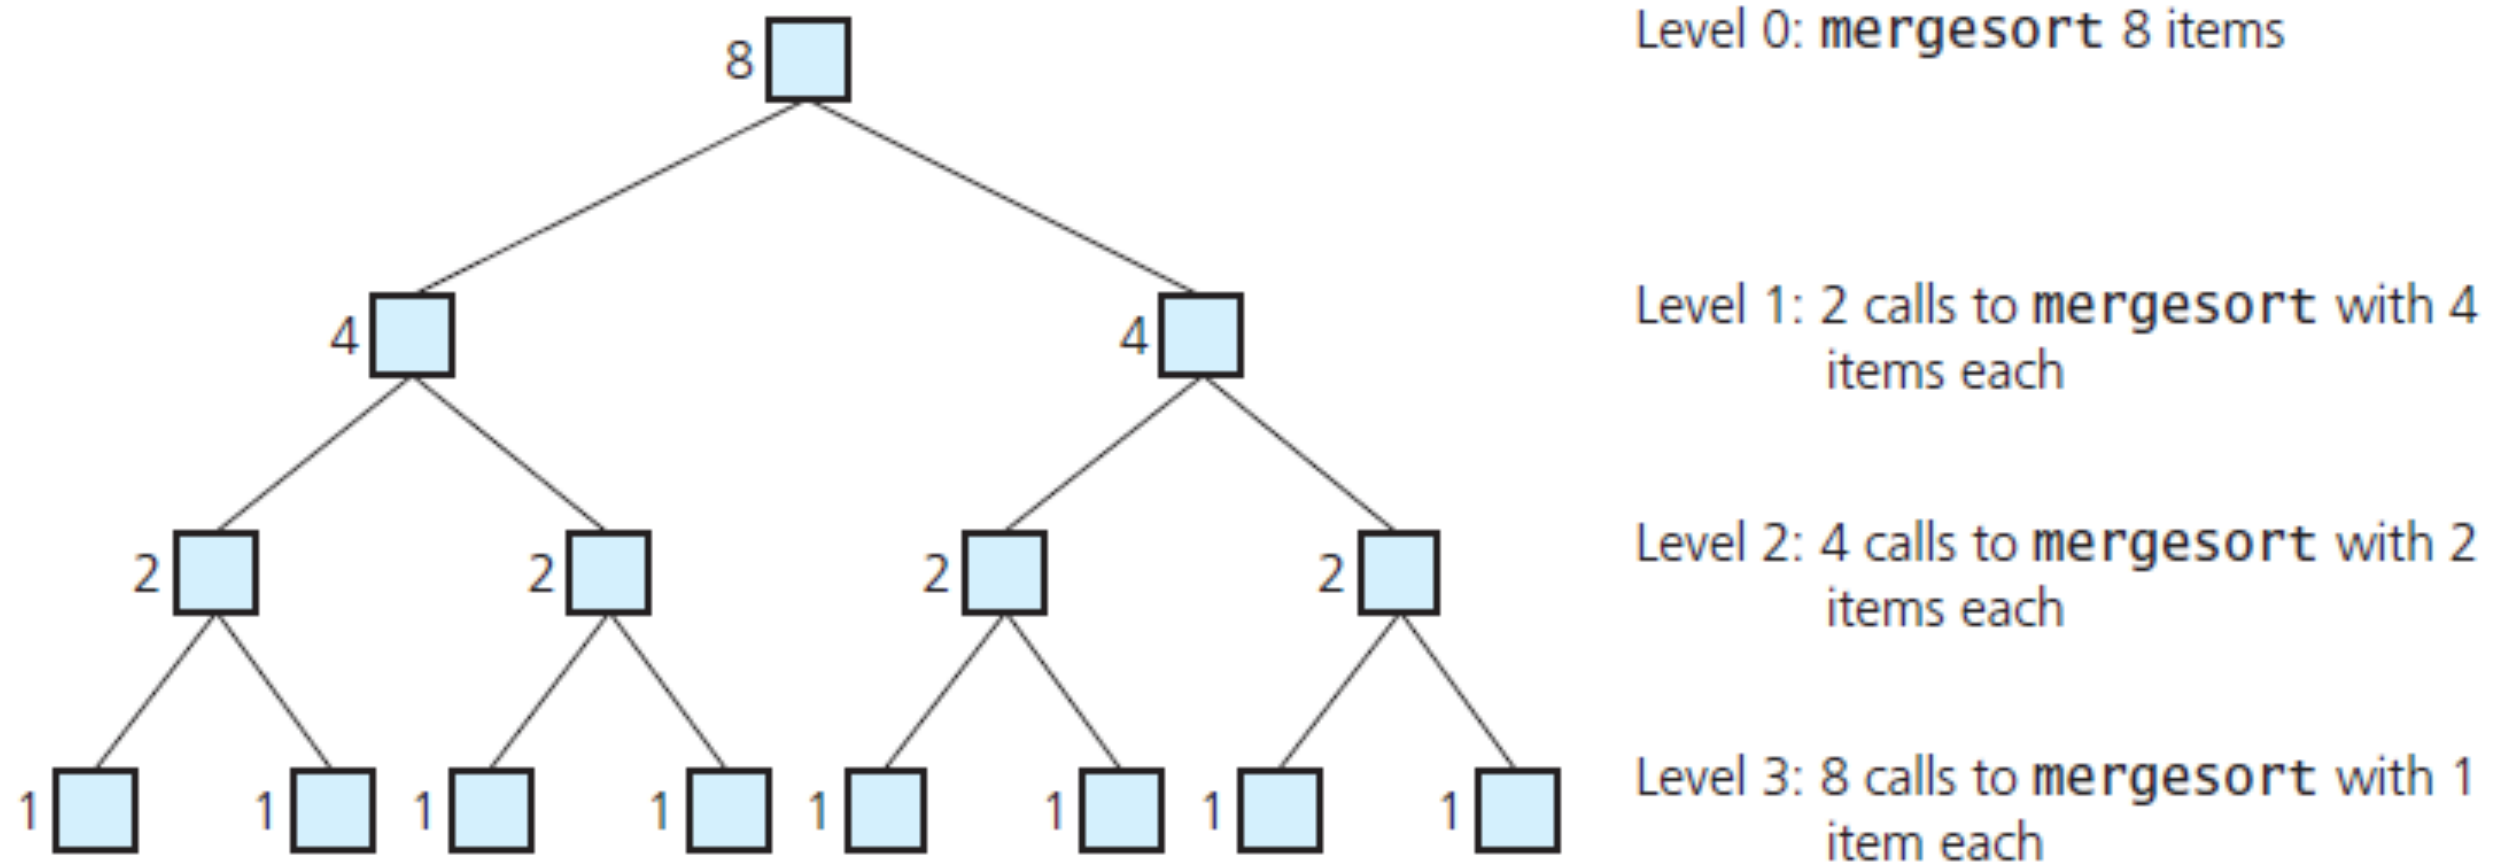 8
Level 0: mergesort 8 items
4
4
Level 1: 2 calls to mergesort with 4
items each
2
2
2
2
Level 2: 4 calls to mergesort with 2
items each
1
1
1
1
1
1
1
1
Level 3: 8 calls to mergesort with 1
item each